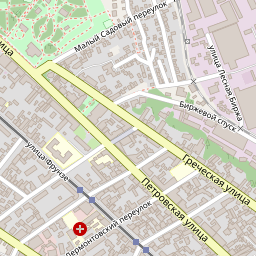 Малый Садовый переулок
улица Лесная Биржа
улица
Биржевой спуск
улица Фрунзе
Греческая улица
Петровская улица
Лермонтовский переулок